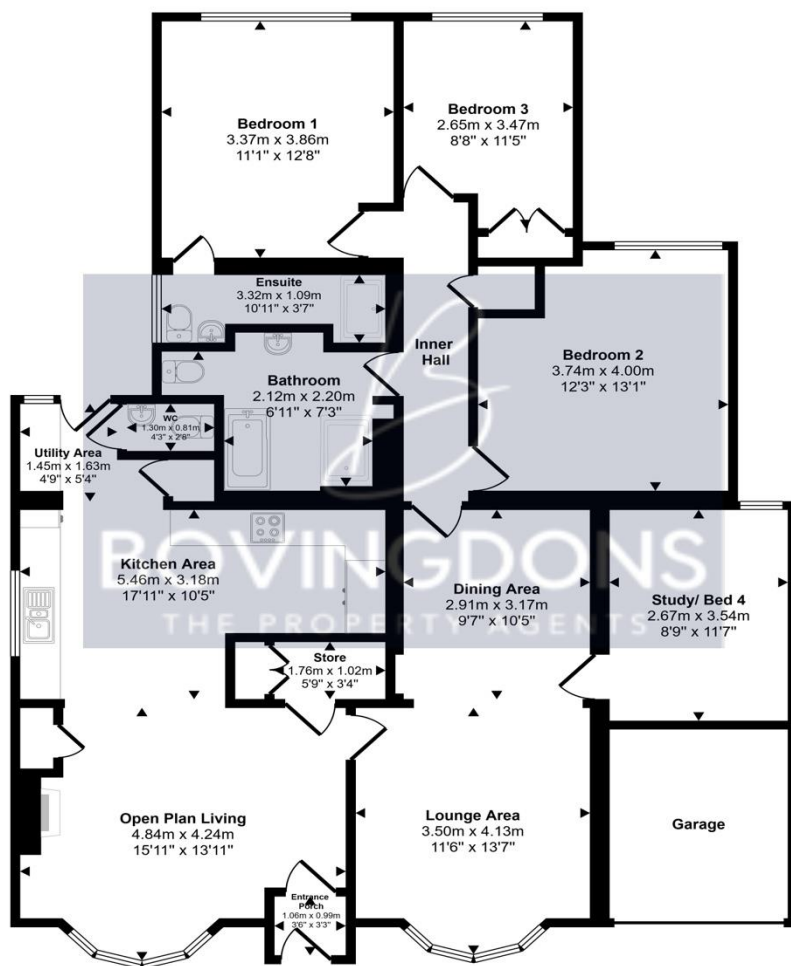 Bedroom 1
3.37m x 3.86m
11'1" x 12'8"
Bedroom 3
2.65m x 3.47m
8'8" x 11'5"
Ensuite
3.32m x 1.09m
10'11" x 3'7"
Inner
Hall
Bedroom 2
3.74m x 4.00m
12'3" x 13'1"
Bathroom
2.12m x 2.20m
6'11" x 7'3"
WC
1.30m x 0.81m
4'3" x 2'8"
Utility Area
1.45m x 1.63m
4'9" x 5'4"
B
BOVINGDONS
THE PROPERTY AGENTS
Kitchen Area
5.46m x 3.18m
17'11" x 10'5"
Dining Area
2.91m x 3.17m
9'7" x 10'5"
Study/ Bed 4
2.67m x 3.54m
8'9" x 11'7"
Store
1.76m x 1.02m
5'9" x 3'4"
Open Plan Living
4.84m x 4.24m
15'11" x 13'11"
Lounge Area
3.50m x 4.13m
11'6" x 13'7"
Garage
Entrance
Porch
1.06m x 0.99m
3'6" x 3'3"